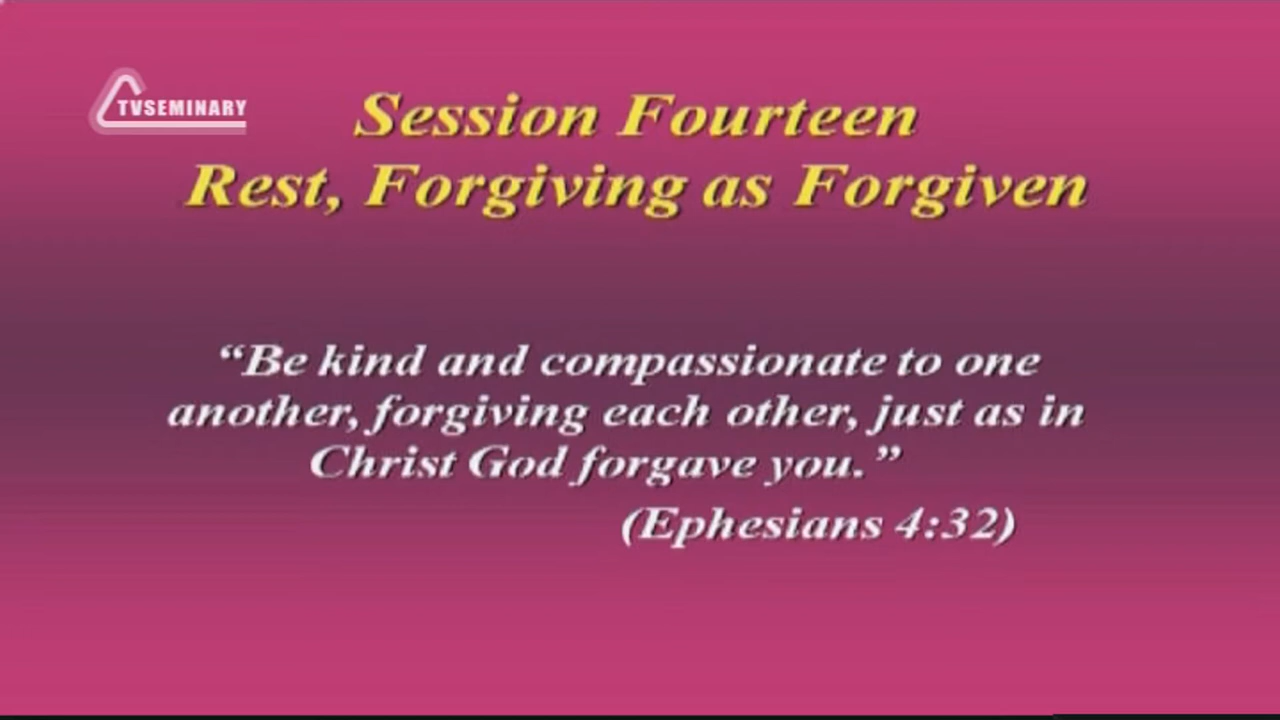 TVSEMINARY
Session Fourteen
Rest, Forgiving as Forgiven
“Be kind and compassionate to one
another, forgiving each other, just as in
Christ God forgave you.”
(Ephesians 4:32)